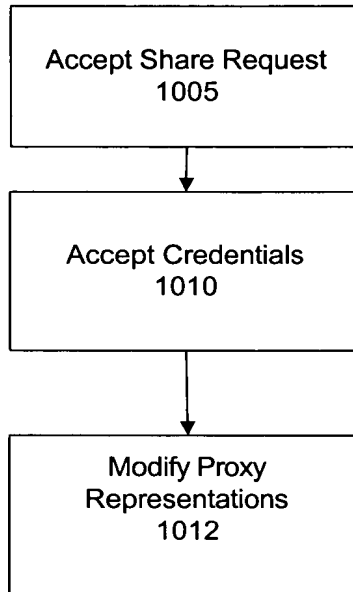 Accept Share Request
1005
Accept Credentials
1010
Modify Proxy
Representations
1012